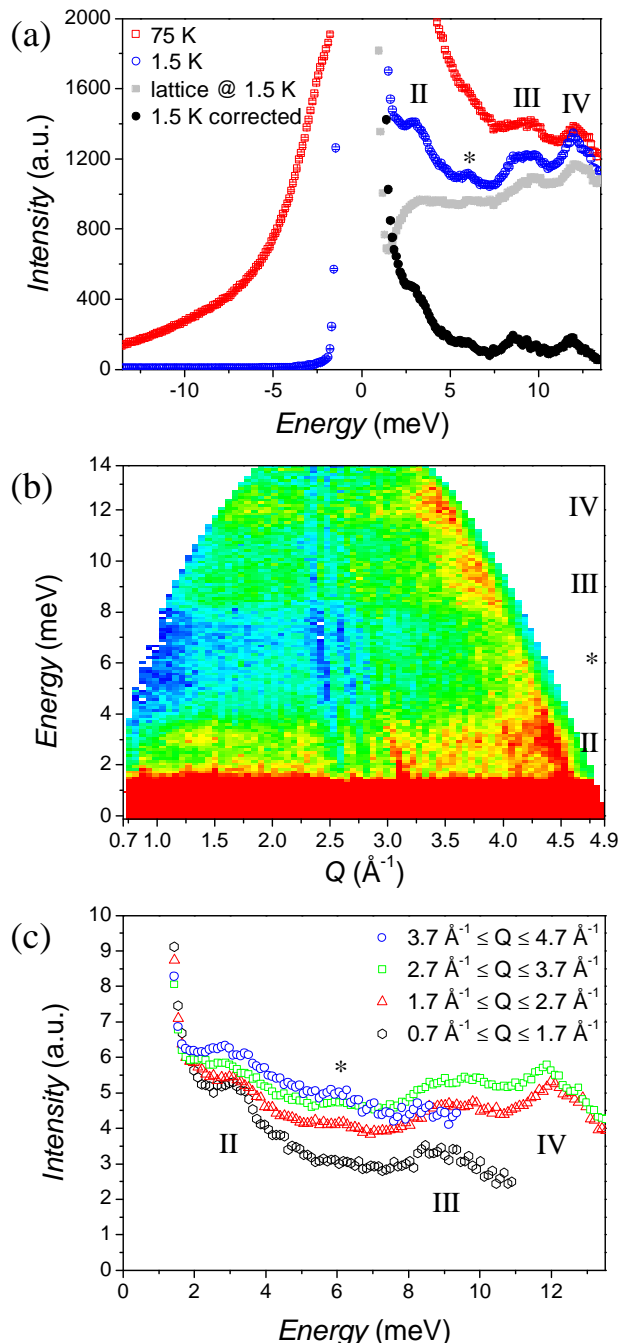 (a)
2000
1600
1200
800
400
0
Intensity (a.u.)
75 K
1.5 K
lattice @ 1.5 K
1.5 K corrected
II
*
III
IV
-10 -5 0 5 10
Energy (meV)
(b)
14
12
10
8
6
4
2
0
Energy (meV)
IV
III
*
II
0.7 1.0 1.5 2.0 2.5 3.0 3.5 4.0 4.5 4.9
Q (Å⁻¹)
(c)
10
9
8
7
6
5
4
3
2
1
0
Intensity (a.u.)
3.7 Å⁻¹ ≤ Q ≤ 4.7 Å⁻¹
2.7 Å⁻¹ ≤ Q ≤ 3.7 Å⁻¹
1.7 Å⁻¹ ≤ Q ≤ 2.7 Å⁻¹
0.7 Å⁻¹ ≤ Q ≤ 1.7 Å⁻¹
*
II
III
IV
0 2 4 6 8 10 12
Energy (meV)